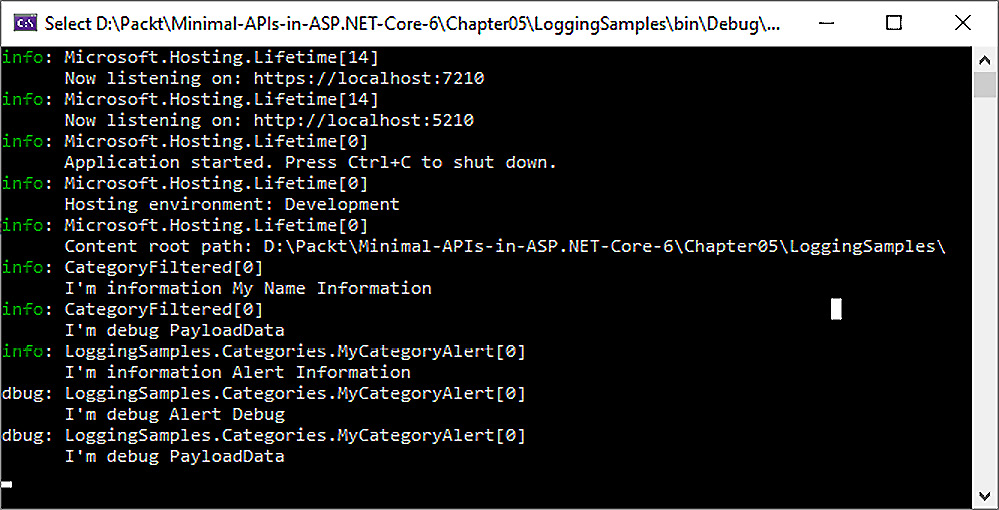 Select D:\Packt\Minimal-APIs-in-ASP.NET-Core-6\Chapter05\LoggingSamples\bin\Debug\...
info: Microsoft.Hosting.Lifetime[14]
Now listening on: https://localhost:7210
info: Microsoft.Hosting.Lifetime[14]
Now listening on: http://localhost:5210
info: Microsoft.Hosting.Lifetime[0]
Application started. Press Ctrl+C to shut down.
info: Microsoft.Hosting.Lifetime[0]
Hosting environment: Development
info: Microsoft.Hosting.Lifetime[0]
Content root path: D:\Packt\Minimal-APIs-in-ASP.NET-Core-6\Chapter05\LoggingSamples\
info: CategoryFiltered[0]
I'm information My Name Information
info: CategoryFiltered[0]
I'm debug PayloadData
info: LoggingSamples.Categories.MyCategoryAlert[0]
I'm information Alert Information
dbug: LoggingSamples.Categories.MyCategoryAlert[0]
I'm debug Alert Debug
dbug: LoggingSamples.Categories.MyCategoryAlert[0]
I'm debug PayloadData